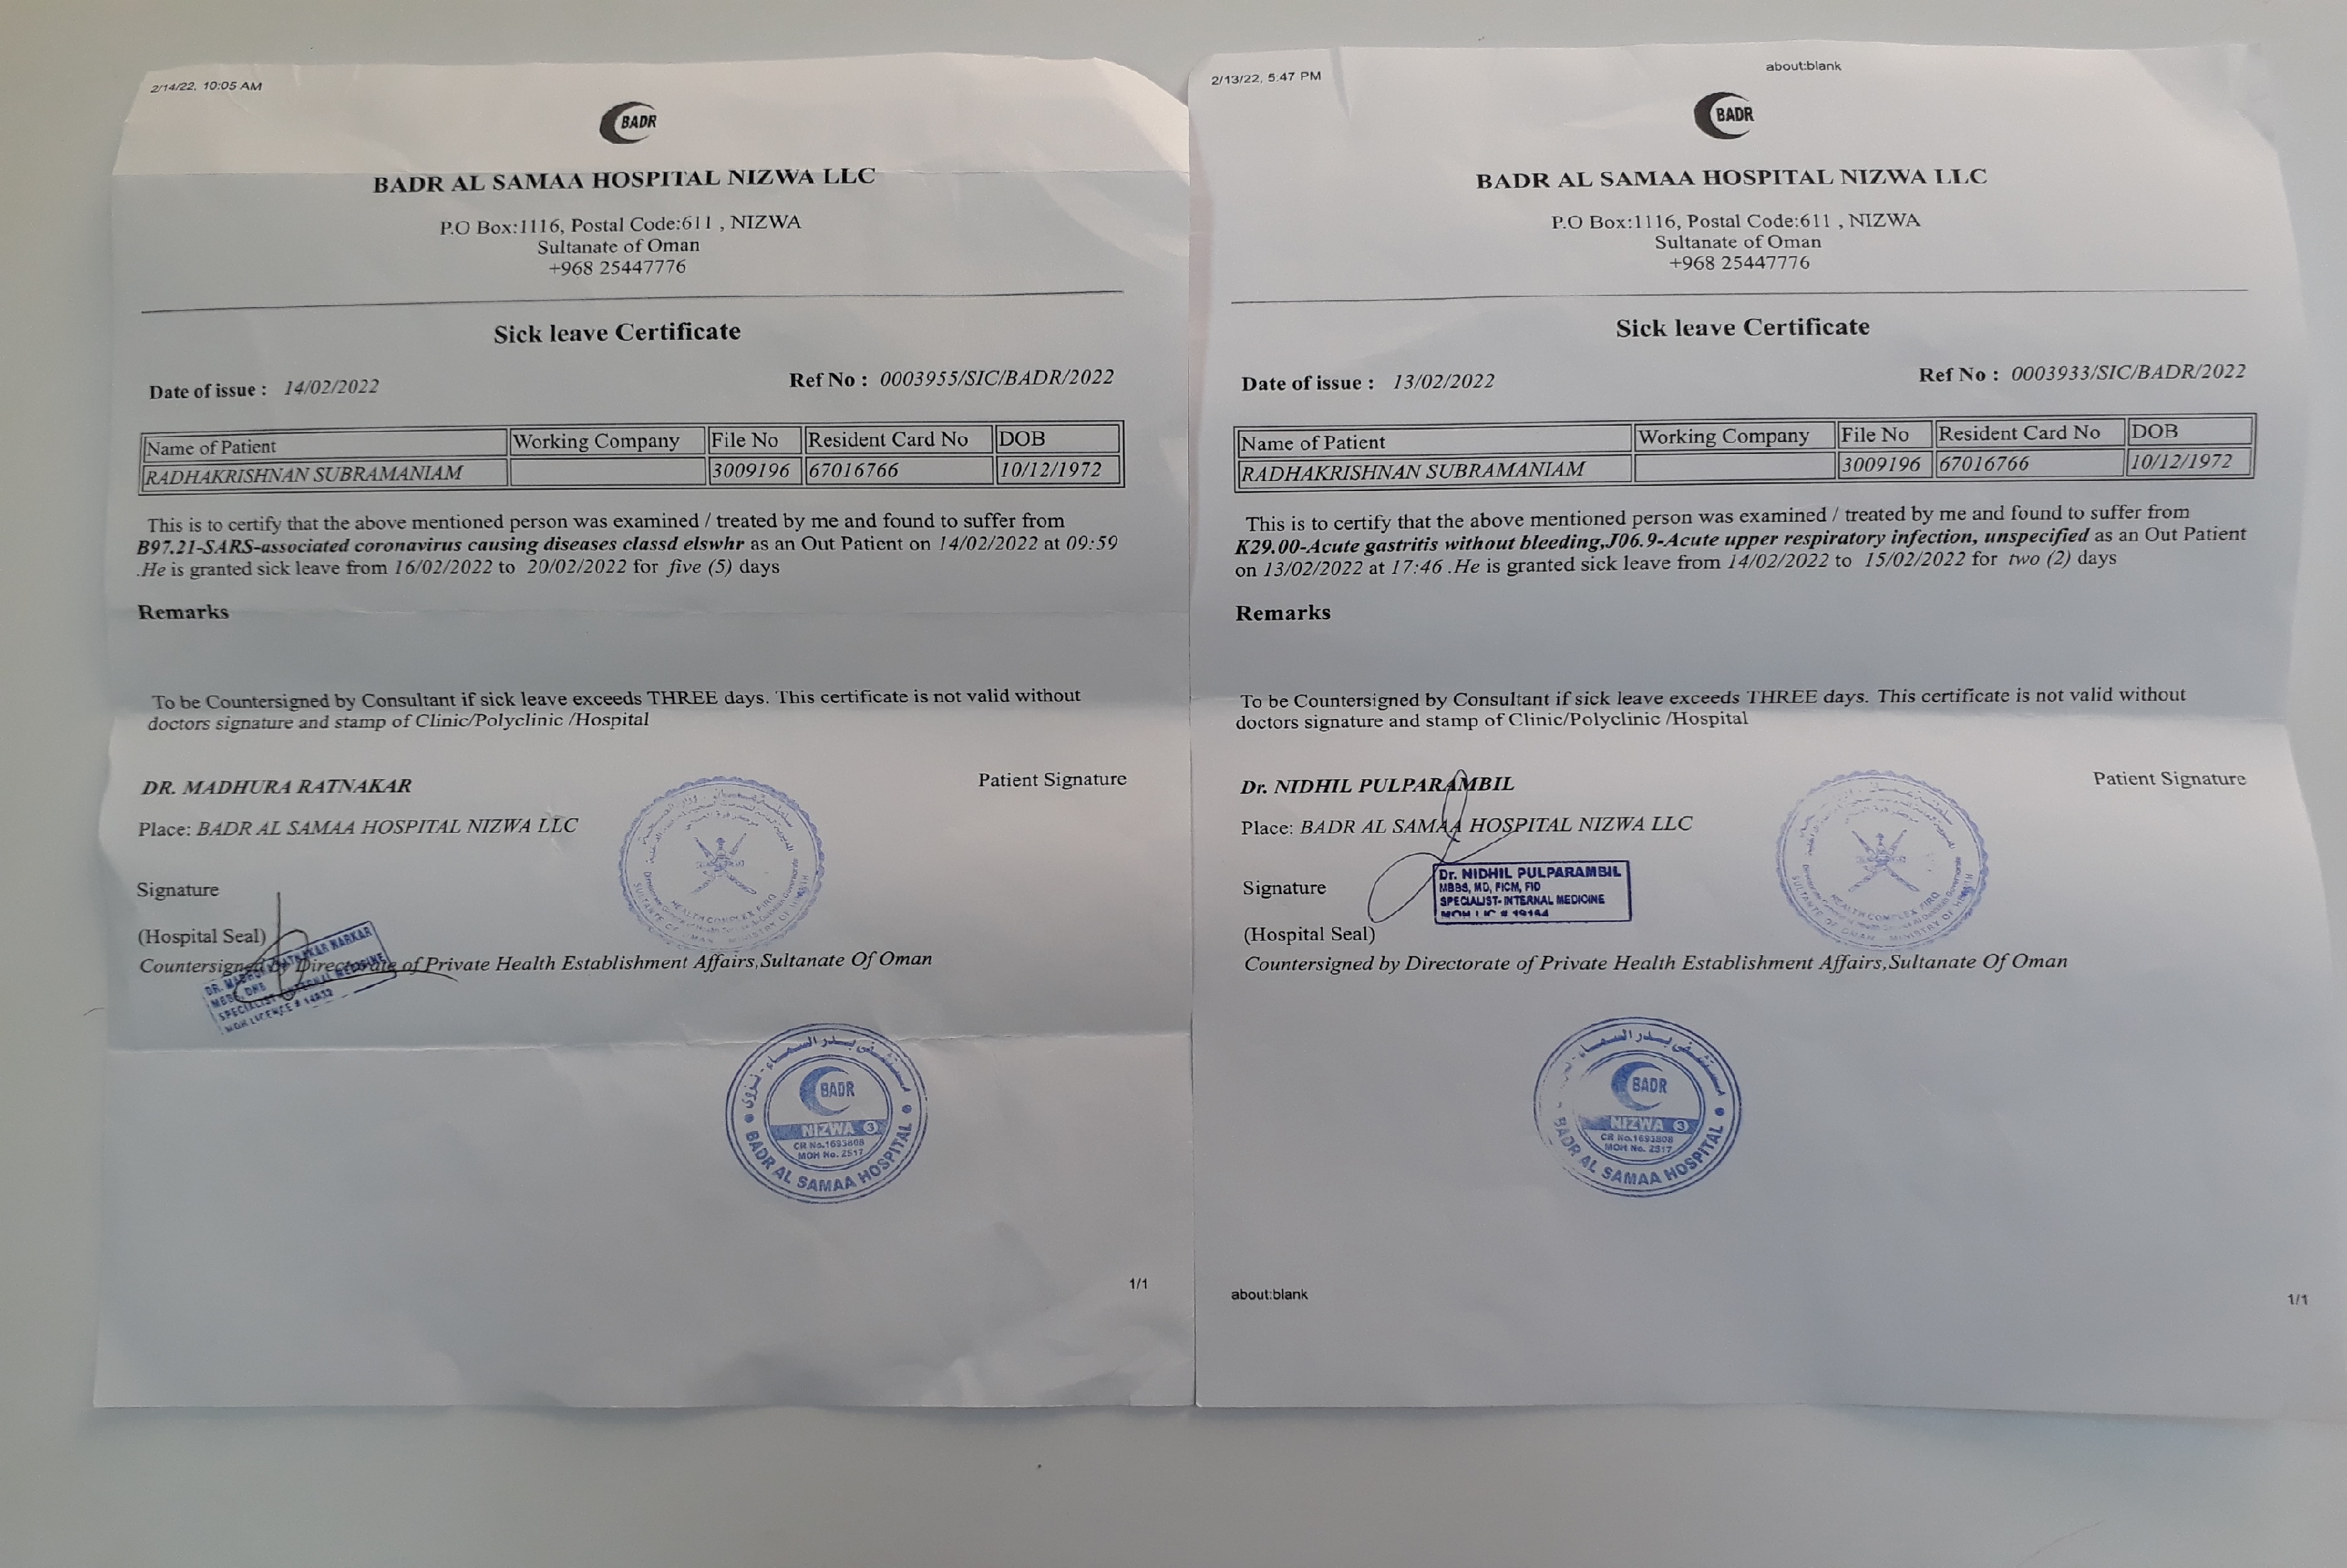 2/14/22, 10:05 AM
BADR
BADR AL SAMAA HOSPITAL NIZWA LLC
P.O Box:1116, Postal Code:611 , NIZWA
Sultanate of Oman
+968 25447776
Sick leave Certificate
Date of issue : 14/02/2022 Ref No : 0003955/SIC/BADR/2022
Name of Patient Working Company File No Resident Card No DOB
RADHAKRISHNAN SUBRAMANIAM 3009196 67016766 10/12/1972
This is to certify that the above mentioned person was examined / treated by me and found to suffer from
B97.21-SARS-associated coronavirus causing diseases classd elswhr as an Out Patient on 14/02/2022 at 09:59
.He is granted sick leave from 16/02/2022 to 20/02/2022 for five (5) days
Remarks
To be Countersigned by Consultant if sick leave exceeds THREE days. This certificate is not valid without
doctors signature and stamp of Clinic/Polyclinic /Hospital
DR. MADHURA RATNAKAR Patient Signature
Place: BADR AL SAMAA HOSPITAL NIZWA LLC
Signature
(Hospital Seal)
Countersigned by Directorate of Private Health Establishment Affairs,Sultanate Of Oman
SULTANATE OF OMAN - MINISTRY OF HEALTH
SPECIALIST INTERNAL MEDICINE
MOH LICENCE #
مستشفى بدر السماء - نزوى
BADR
NIZWA 3
CR No.1693808
MOH No. 2517
BADR AL SAMAA HOSPITAL
1/1
2/13/22, 5:47 PM about:blank
BADR
BADR AL SAMAA HOSPITAL NIZWA LLC
P.O Box:1116, Postal Code:611 , NIZWA
Sultanate of Oman
+968 25447776
Sick leave Certificate
Date of issue : 13/02/2022 Ref No : 0003933/SIC/BADR/2022
Name of Patient Working Company File No Resident Card No DOB
RADHAKRISHNAN SUBRAMANIAM 3009196 67016766 10/12/1972
This is to certify that the above mentioned person was examined / treated by me and found to suffer from
K29.00-Acute gastritis without bleeding,J06.9-Acute upper respiratory infection, unspecified as an Out Patient
on 13/02/2022 at 17:46 .He is granted sick leave from 14/02/2022 to 15/02/2022 for two (2) days
Remarks
To be Countersigned by Consultant if sick leave exceeds THREE days. This certificate is not valid without
doctors signature and stamp of Clinic/Polyclinic /Hospital
Dr. NIDHIL PULPARAMBIL Patient Signature
Place: BADR AL SAMAA HOSPITAL NIZWA LLC
Signature
Dr. NIDHIL PULPARAMBIL
MBBS, MD, FICM, FID
SPECIALIST- INTERNAL MEDICINE
MOH LIC # 19164
(Hospital Seal)
Countersigned by Directorate of Private Health Establishment Affairs,Sultanate Of Oman
SULTANATE OF OMAN - MINISTRY OF HEALTH
مستشفى بدر السماء
BADR
NIZWA 3
CR No.1693808
MOH No. 2517
BADR AL SAMAA HOSPITAL
about:blank 1/1